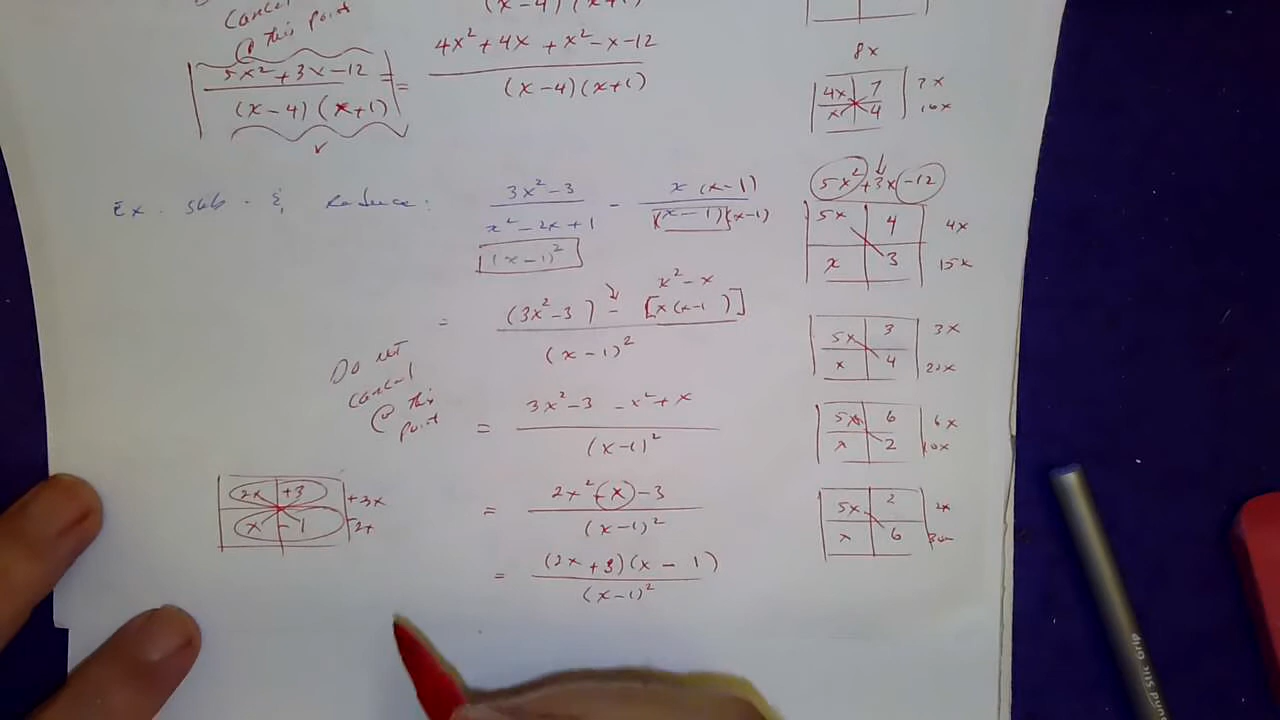 cancel
@ this point
(x-4)(x+1)
5x² + 3x - 12 / (x-4)(x+1) = 4x² + 4x + x² - x - 12 / (x-4)(x+1)
✓
8x
4x 7 7x
x 4 16x
Ex. sub. & Reduce: 3x² - 3 / x² - 2x + 1 - x(x-1) / (x-1)(x-1)
(x-1)²
= (3x² - 3) - [x(x-1)] / (x-1)²
x² - x
Do not
cancel
@ this
point
= 3x² - 3 - x² + x / (x-1)²
= 2x² - x - 3 / (x-1)²
= (2x + 3)(x - 1) / (x-1)²
2x +3 +3x
x -1 -2x
5x² + 3x - 12
5x 4 4x
x 3 15x
5x 3 3x
x 4 20x
5x 6 6x
x 2 10x
5x 2 2x
x 6